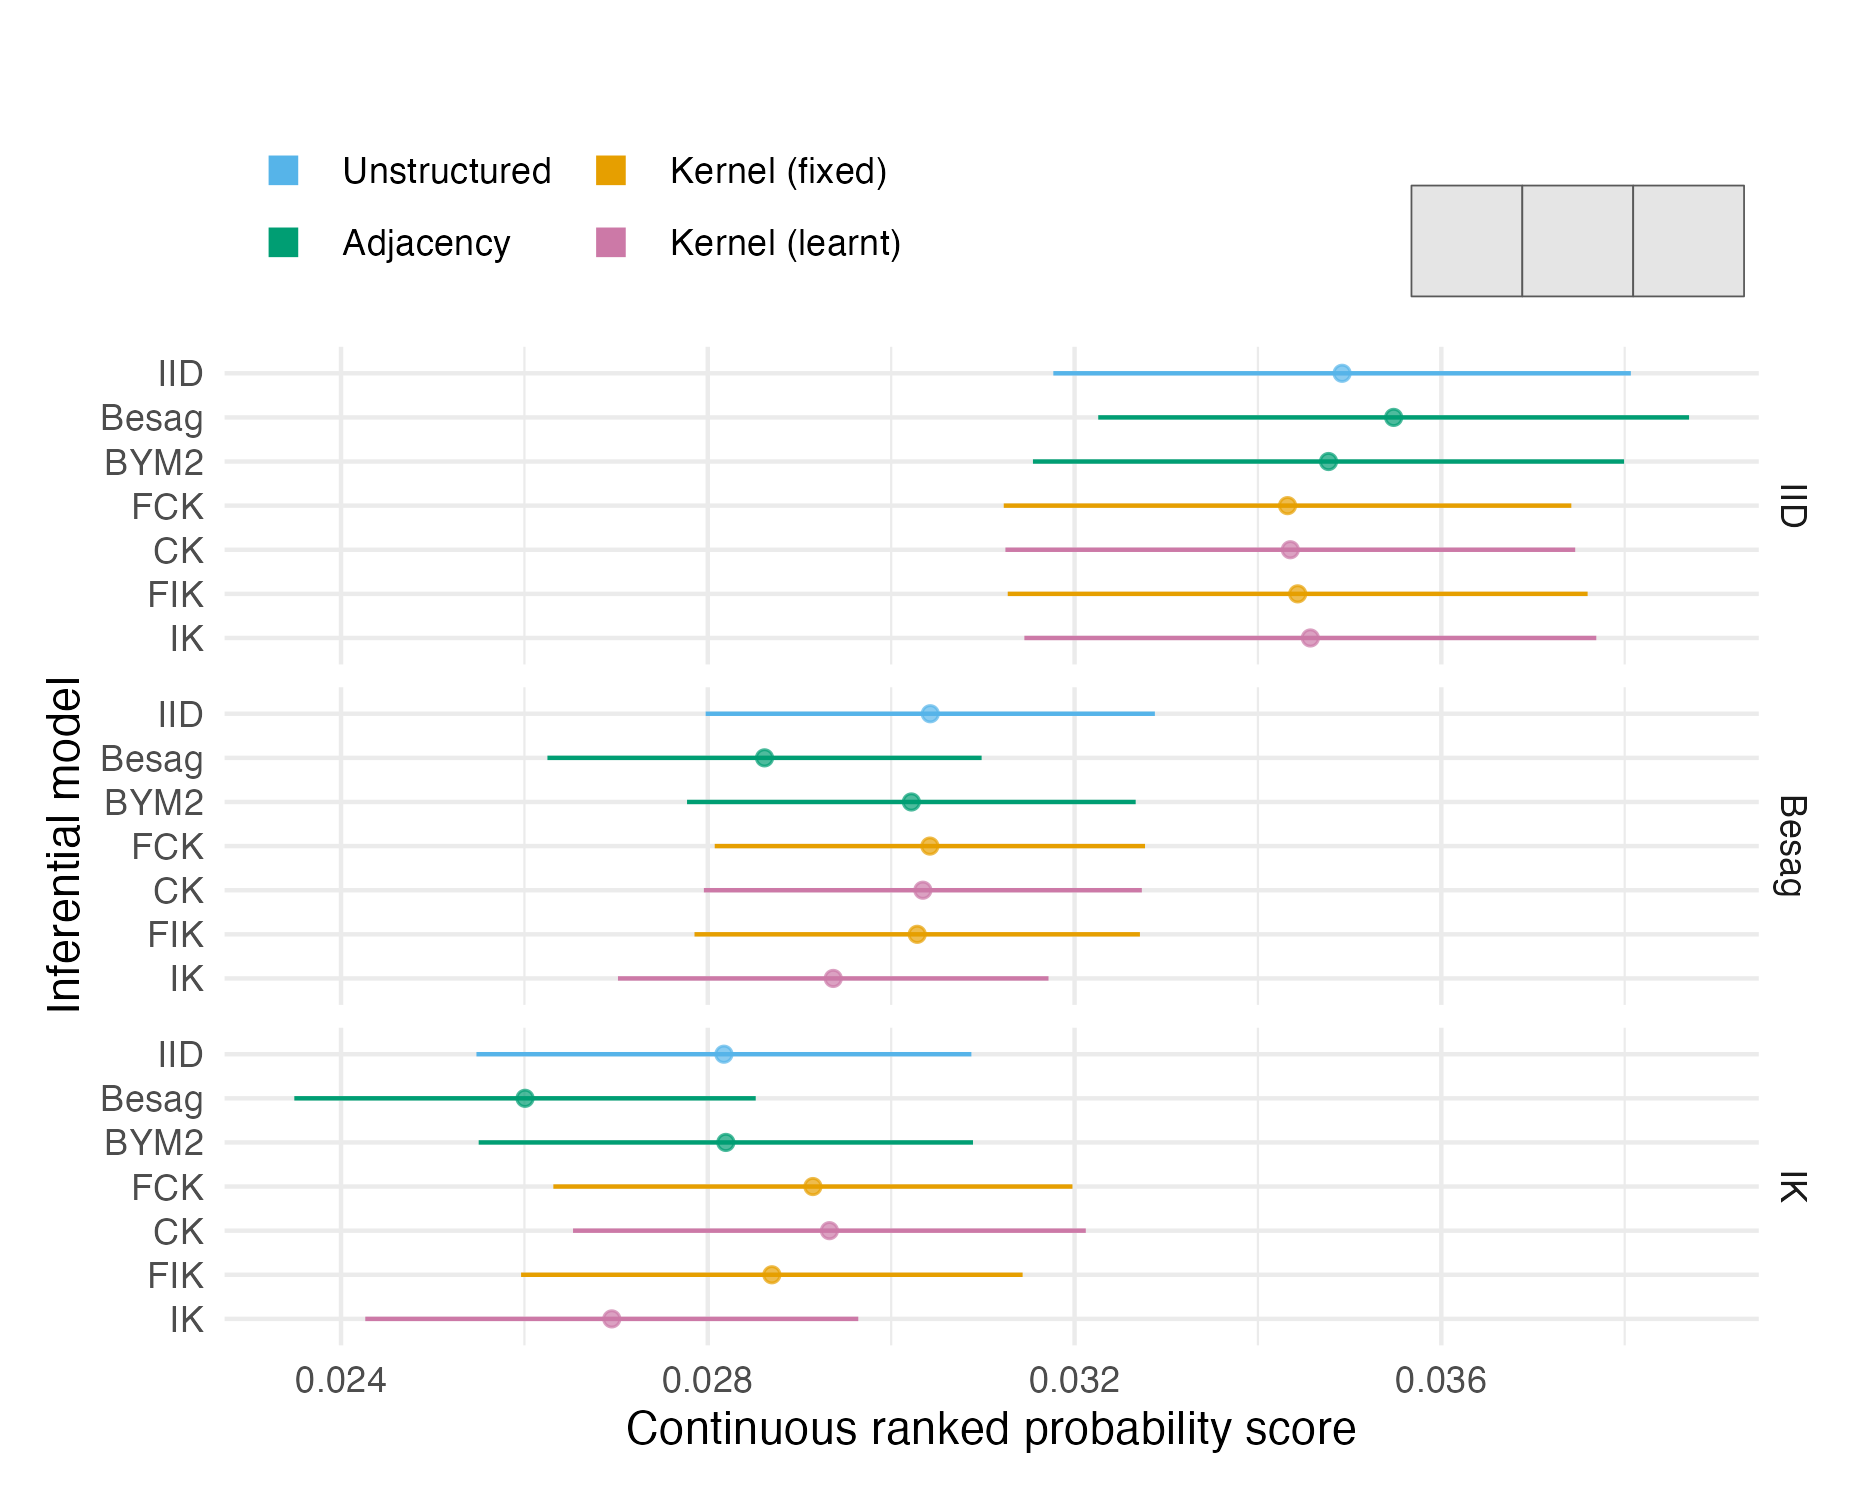 Unstructured
Kernel (fixed)
Adjacency
Kernel (learnt)
IID
Besag
BYM2
FCK
CK
FIK
IK
IID
IID
Besag
BYM2
FCK
CK
FIK
IK
Besag
IID
Besag
BYM2
FCK
CK
FIK
IK
IK
Inferential model
0.024
0.028
0.032
0.036
Continuous ranked probability score